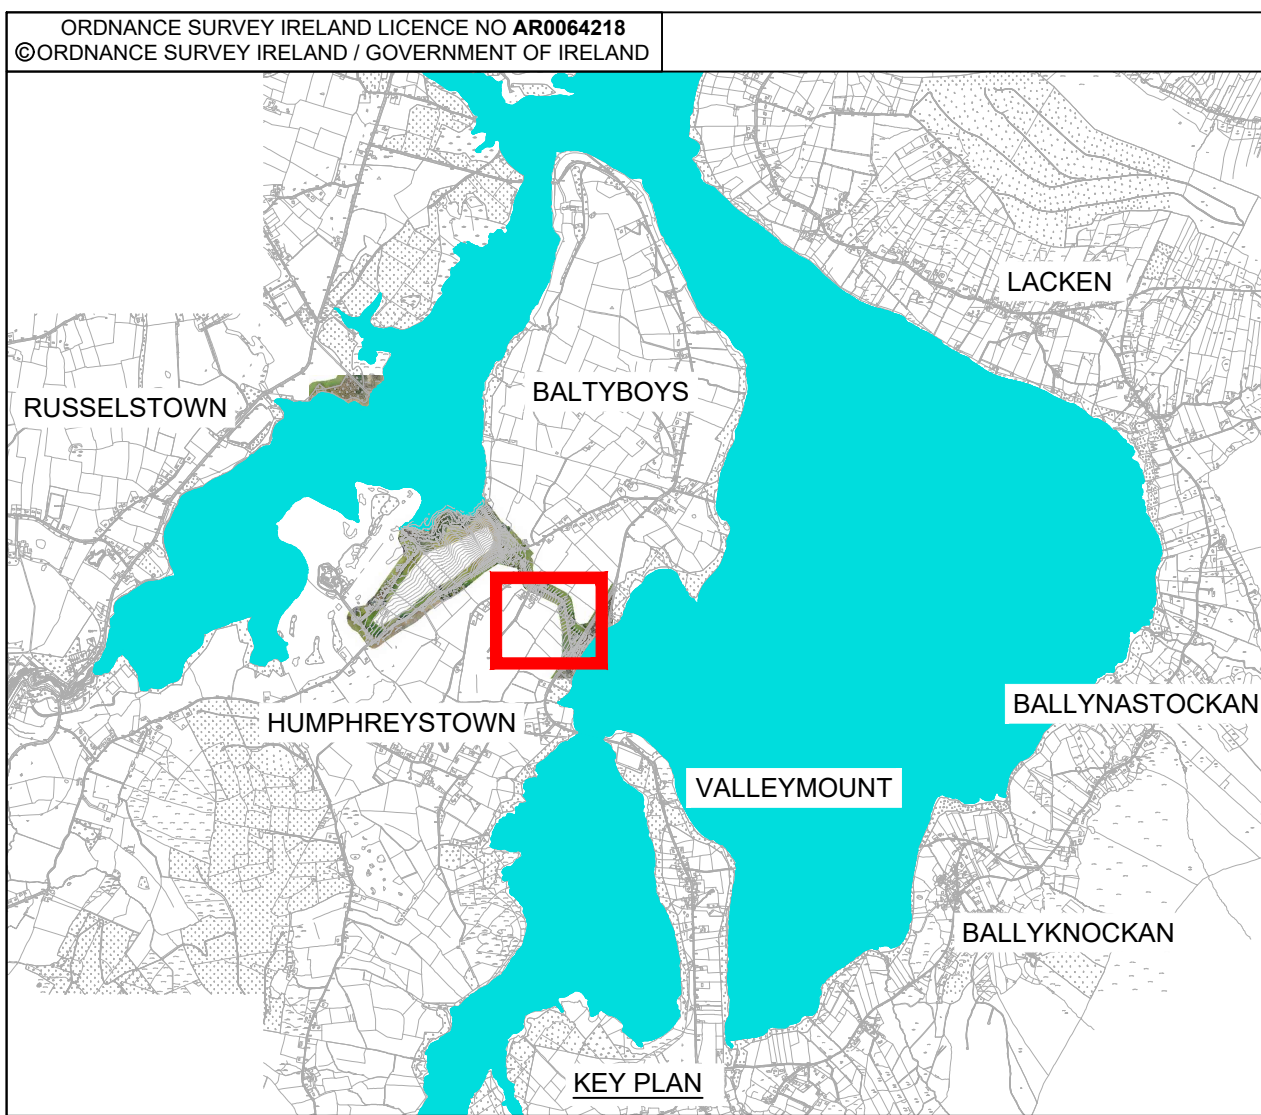 ORDNANCE SURVEY IRELAND LICENCE NO AR0064218
©ORDNANCE SURVEY IRELAND / GOVERNMENT OF IRELAND
LACKEN
BALTYBOYS
RUSSELSTOWN
BALLYNASTOCKAN
HUMPHREYSTOWN
VALLEYMOUNT
BALLYKNOCKAN
KEY PLAN